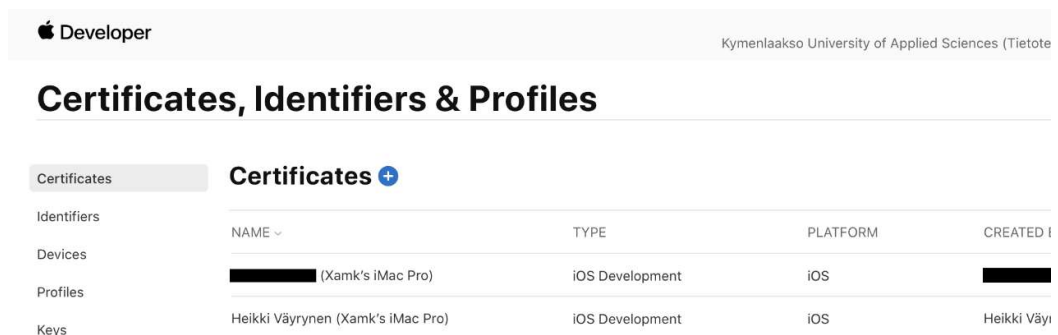 Developer
Kymenlaakso University of Applied Sciences (Tietote
Certificates, Identifiers & Profiles
Certificates
Identifiers
Devices
Profiles
Keys
Certificates
NAME TYPE PLATFORM CREATED
(Xamk's iMac Pro) iOS Development iOS
Heikki Väyrynen (Xamk's iMac Pro) iOS Development iOS Heikki Väyr